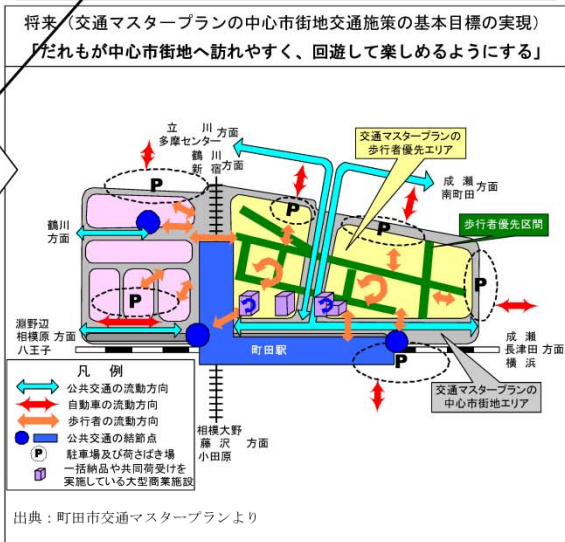 将来（交通マスタープランの中心市街地交通施策の基本目標の実現）
「だれもが中心市街地へ訪れやすく、回遊して楽しめるようにする」
立川
多摩センター 方面
鶴川
新宿 方面
交通マスタープランの
歩行者優先エリア
成瀬
南町田 方面
歩行者優先区間
P
P
P
P
P
P
鶴川
方面
淵野辺
相模原 方面
八王子
町田駅
成瀬
長津田 方面
横浜
交通マスタープランの
中心市街地エリア
相模大野
藤沢 方面
小田原
凡例
公共交通の流動方向
自動車の流動方向
歩行者の流動方向
公共交通の結節点
P 駐車場及び荷さばき場
一括納品や共同荷受けを
実施している大型商業施設
出典：町田市交通マスタープランより